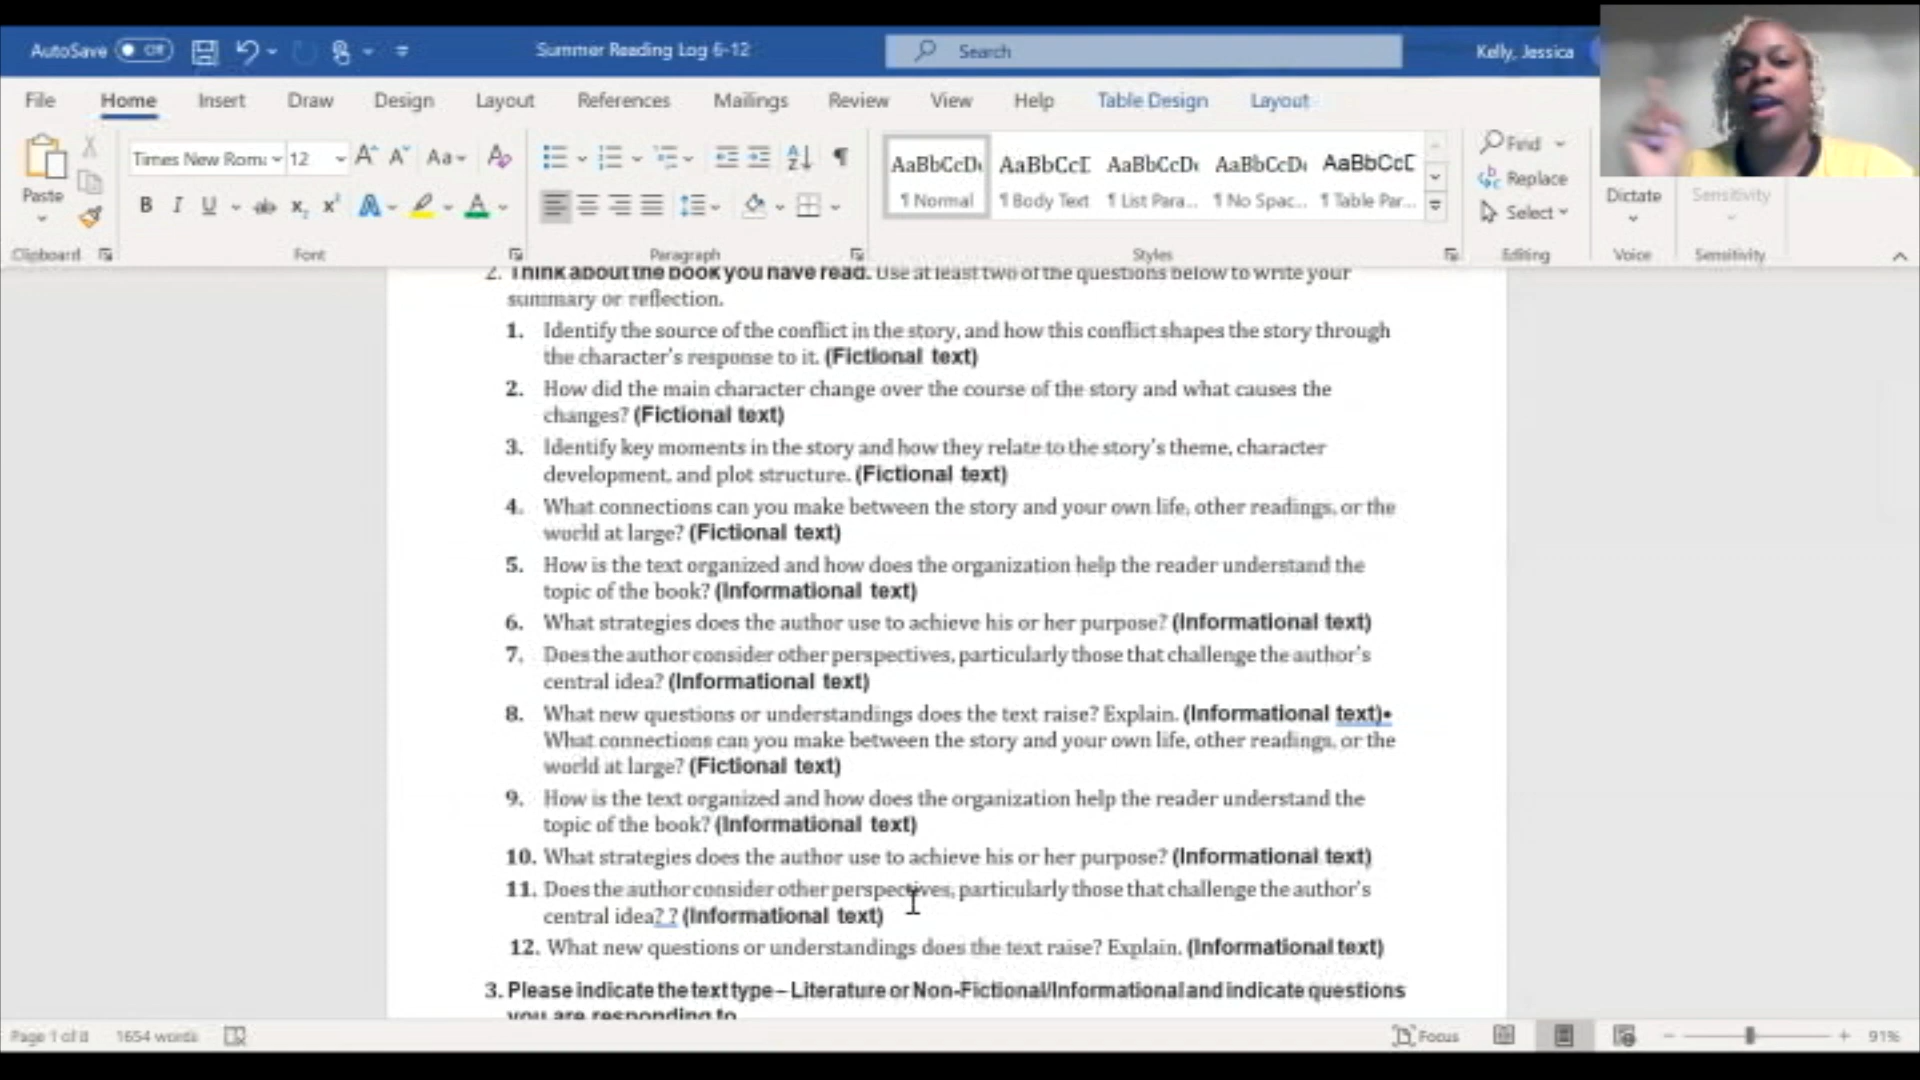 AutoSave Off Summer Reading Log 6-12 Search Kelly, Jessica
File Home Insert Draw Design Layout References Mailings Review View Help Table Design Layout
Times New Roma 12 Aa AaBbCcDc AaBbCcD AaBbCcDc AaBbCcDc AaBbCcD Find
Paste B I U ab x₂ x² A A ¶ Normal ¶ Body Text ¶ List Para... ¶ No Spac... ¶ Table Par... Replace
Select Dictate Sensitivity
Clipboard Font Paragraph Styles Editing Voice Sensitivity
2. Think about the book you have read. Use at least two of the questions below to write your
summary or reflection.
1. Identify the source of the conflict in the story, and how this conflict shapes the story through
the character's response to it. (Fictional text)
2. How did the main character change over the course of the story and what causes the
changes? (Fictional text)
3. Identify key moments in the story and how they relate to the story's theme, character
development, and plot structure. (Fictional text)
4. What connections can you make between the story and your own life, other readings, or the
world at large? (Fictional text)
5. How is the text organized and how does the organization help the reader understand the
topic of the book? (Informational text)
6. What strategies does the author use to achieve his or her purpose? (Informational text)
7. Does the author consider other perspectives, particularly those that challenge the author's
central idea? (Informational text)
8. What new questions or understandings does the text raise? Explain. (Informational text)•
What connections can you make between the story and your own life, other readings, or the
world at large? (Fictional text)
9. How is the text organized and how does the organization help the reader understand the
topic of the book? (Informational text)
10. What strategies does the author use to achieve his or her purpose? (Informational text)
11. Does the author consider other perspectives, particularly those that challenge the author's
central idea? ? (Informational text)
12. What new questions or understandings does the text raise? Explain. (Informational text)
3. Please indicate the text type – Literature or Non-Fictional/Informational and indicate questions
you are responding to
Page 1 of 8 1654 words Focus 91%